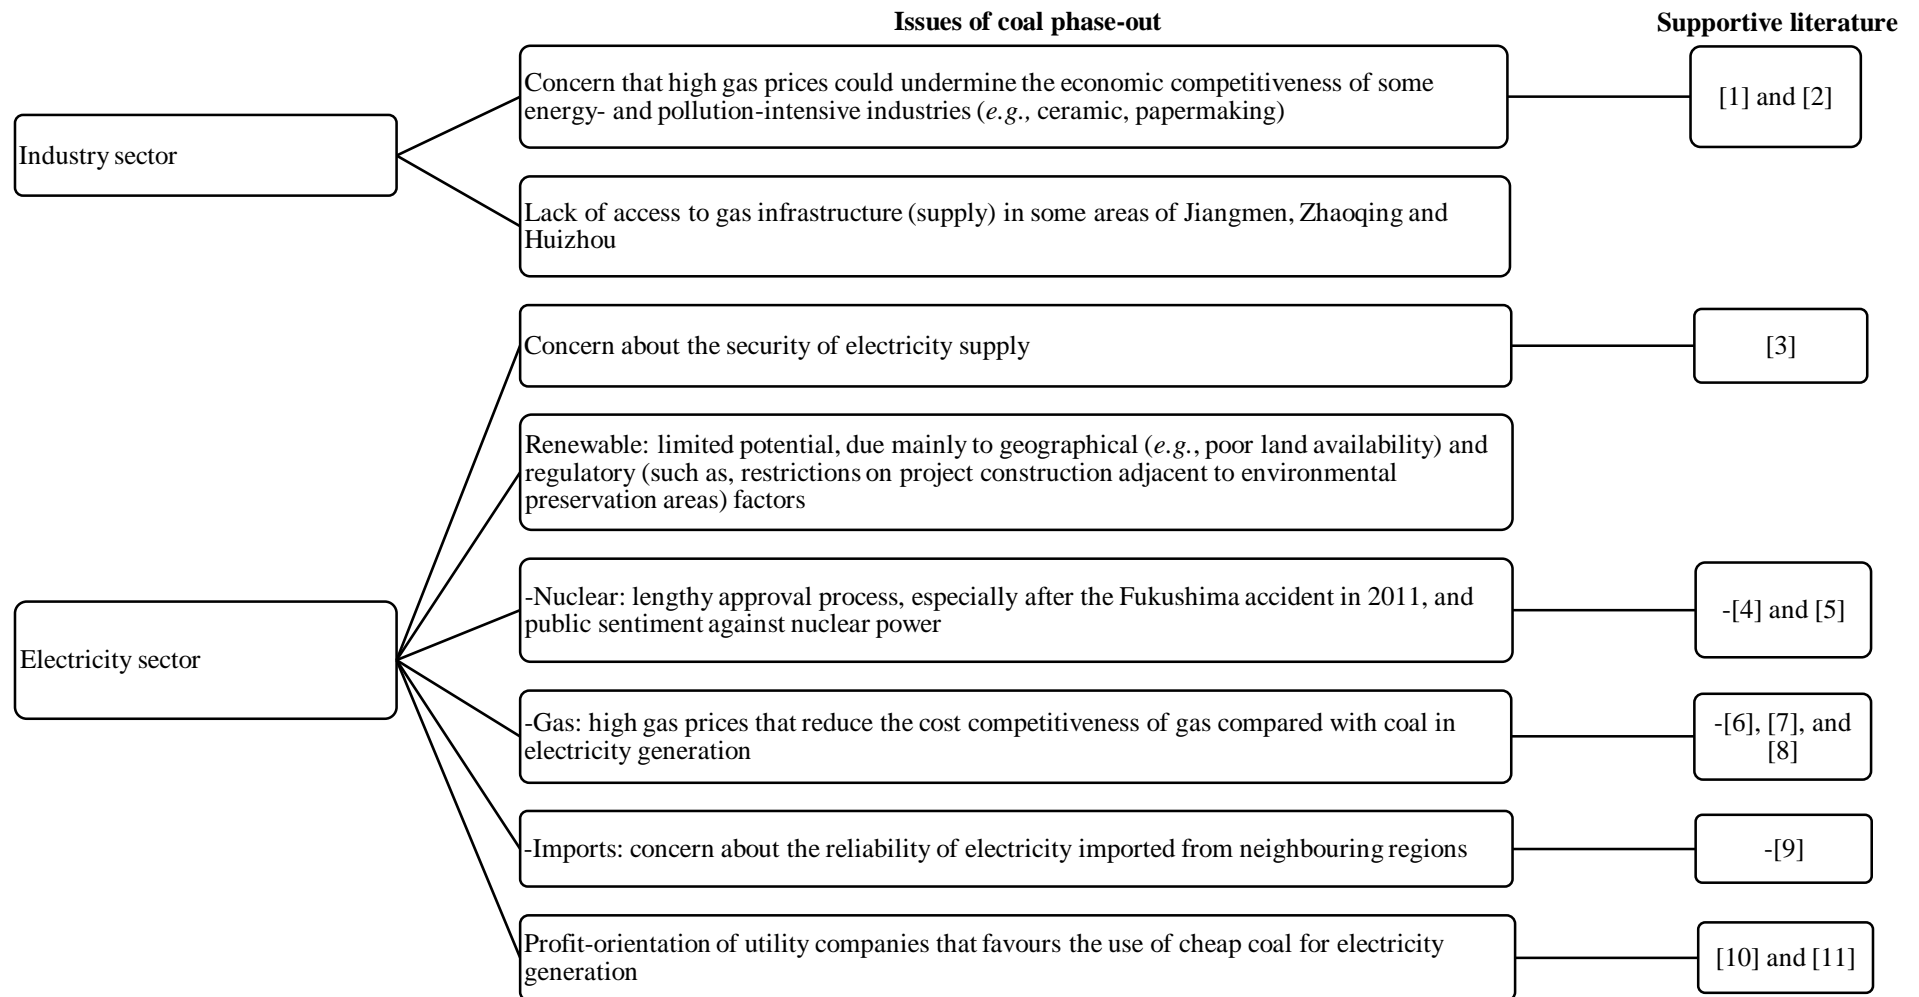 Issues of coal phase-out
Supportive literature
Industry sector
Concern that high gas prices could undermine the economic competitiveness of some
energy- and pollution-intensive industries (e.g., ceramic, papermaking)
[1] and [2]
Lack of access to gas infrastructure (supply) in some areas of Jiangmen, Zhaoqing and
Huizhou
Electricity sector
Concern about the security of electricity supply
[3]
Renewable: limited potential, due mainly to geographical (e.g., poor land availability) and
regulatory (such as, restrictions on project construction adjacent to environmental
preservation areas) factors
-Nuclear: lengthy approval process, especially after the Fukushima accident in 2011, and
public sentiment against nuclear power
-[4] and [5]
-Gas: high gas prices that reduce the cost competitiveness of gas compared with coal in
electricity generation
-[6], [7], and
[8]
-Imports: concern about the reliability of electricity imported from neighbouring regions
-[9]
Profit-orientation of utility companies that favours the use of cheap coal for electricity
generation
[10] and [11]